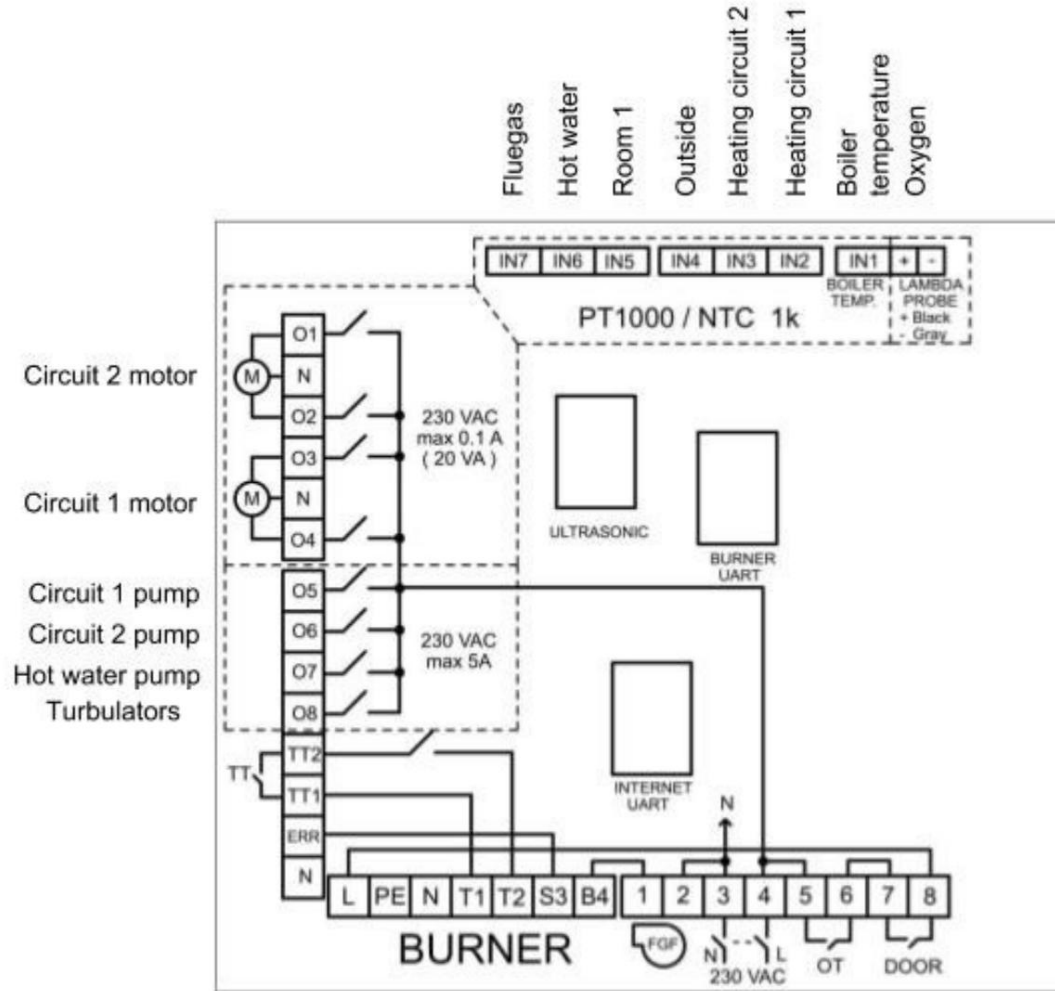 Fluegas
Hot water
Room 1
Outside
Heating circuit 2
Heating circuit 1
Boiler
temperature
Oxygen
IN7 IN6 IN5 IN4 IN3 IN2 IN1 + -
BOILER
TEMP.
LAMBDA
PROBE
+ Black
- Gray
PT1000 / NTC 1k
Circuit 2 motor
M
O1
N
O2
Circuit 1 motor
M
O3
N
O4
230 VAC
max 0.1 A
( 20 VA )
ULTRASONIC
BURNER
UART
Circuit 1 pump
O5
Circuit 2 pump
O6
Hot water pump
O7
Turbulators
O8
230 VAC
max 5A
TT
TT2
TT1
ERR
N
INTERNET
UART
N
L PE N T1 T2 S3 B4 1 2 3 4 5 6 7 8
BURNER
FGF
N L
230 VAC
OT
DOOR